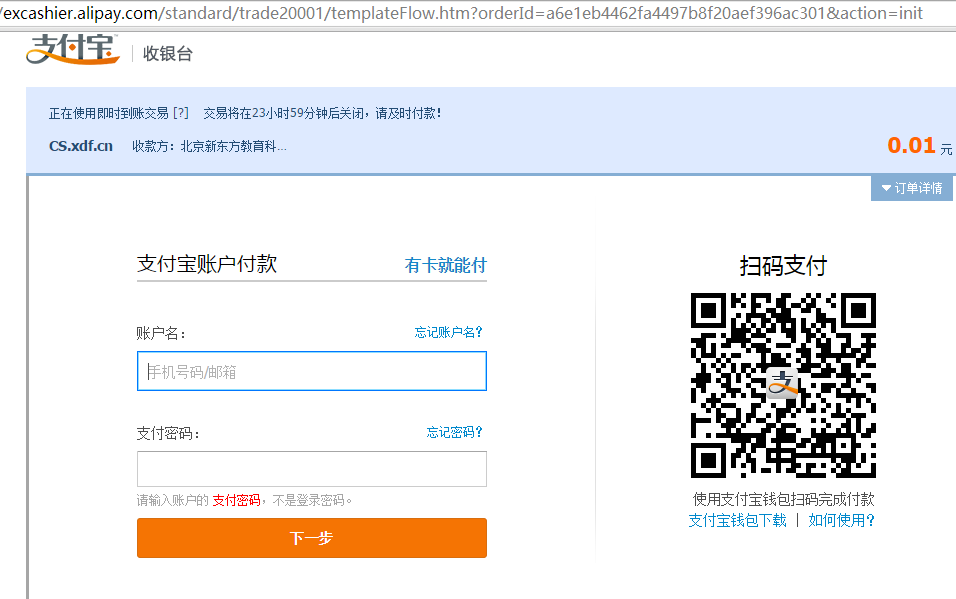 /excashier.alipay.com/standard/trade20001/templateFlow.htm?orderId=a6e1eb4462fa4497b8f20aef396ac301&action=init
支付宝 收银台
正在使用即时到账交易 [?] 交易将在23小时59分钟后关闭，请及时付款！
CS.xdf.cn 收款方：北京新东方教育科... 0.01 元
订单详情
支付宝账户付款 有卡就能付
扫码支付
账户名： 忘记账户名？
手机号码/邮箱
支
支付密码： 忘记密码？
请输入账户的 支付密码，不是登录密码。
下一步
使用支付宝钱包扫码完成付款
支付宝钱包下载 | 如何使用？